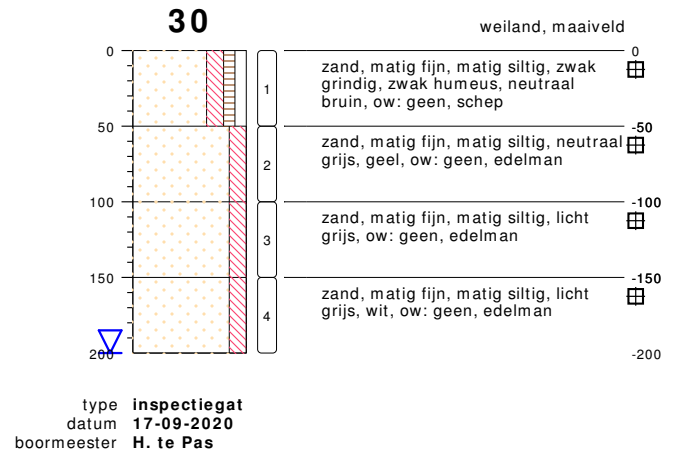 30
weiland, maaiveld
0
0
zand, matig fijn, matig siltig, zwak
grindig, zwak humeus, neutraal
bruin, ow: geen, schep
1
50
-50
zand, matig fijn, matig siltig, neutraal
grijs, geel, ow: geen, edelman
2
100
-100
zand, matig fijn, matig siltig, licht
grijs, ow: geen, edelman
3
150
-150
zand, matig fijn, matig siltig, licht
grijs, wit, ow: geen, edelman
4
200
-200
type inspectiegat
datum 17-09-2020
boormeester H. te Pas